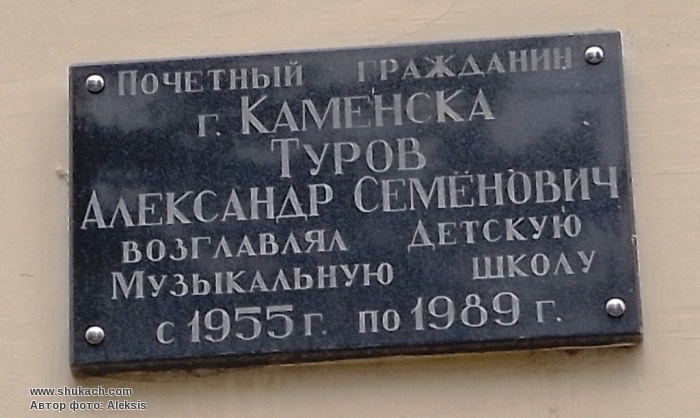 Почетный гражданин
г. Каменска
Туров
Александр Семёнович
возглавлял Детскую
Музыкальную школу
с 1955 г. по 1989 г.
www.shukach.com
Автор фото: Aleksis